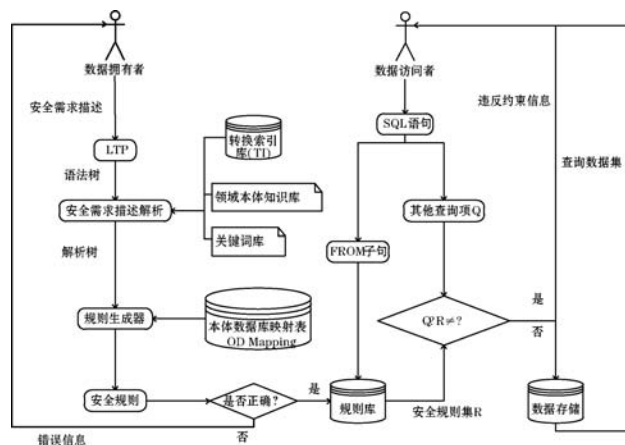 数据拥有者
数据访问者
安全需求描述
违反约束信息
SQL语句
LTP
转换索引
库(TI)
语法树
查询数据集
领域本体知识库
其他查询项Q
安全需求描述解析
关键词库
FROM子句
解析树
是
规则生成器
本体数据库映射表
OD Mapping
Q?R≠?
否
安全规则
是否正确?
是
规则库
安全规则集R
数据存储
错误信息
否